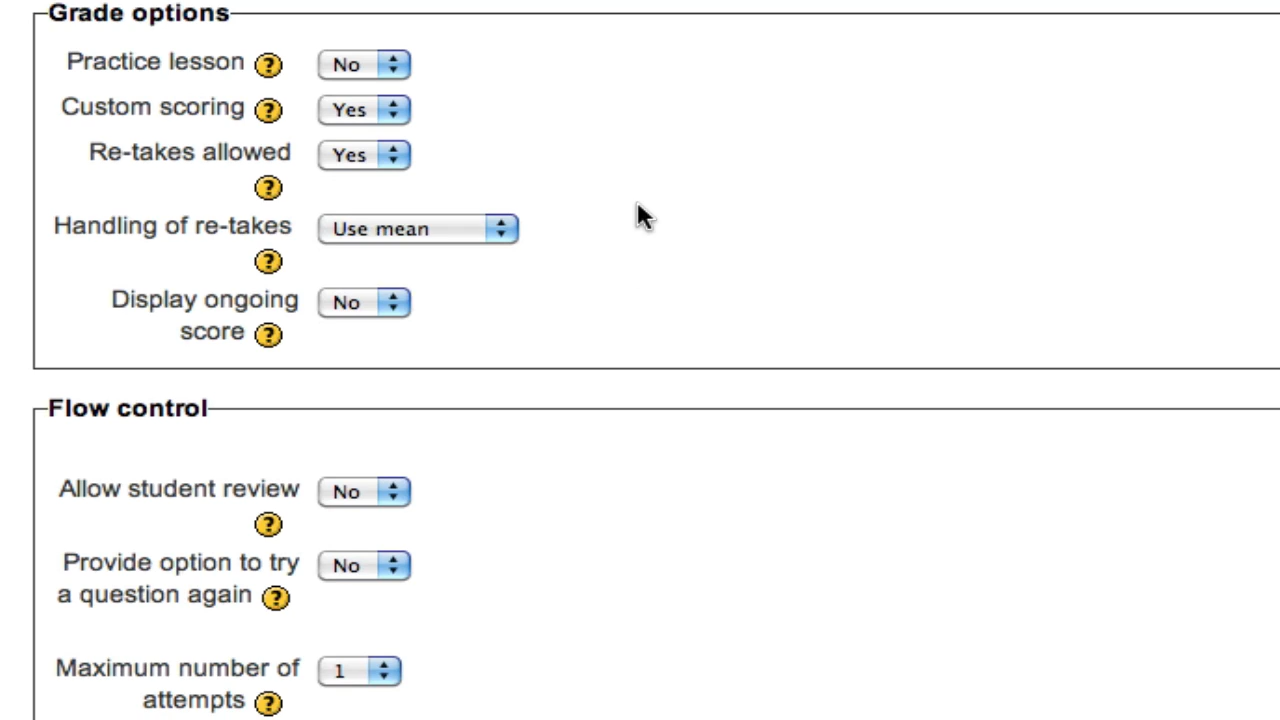 Grade options
Practice lesson ? No
Custom scoring ? Yes
Re-takes allowed Yes
?
Handling of re-takes Use mean
?
Display ongoing No
score ?
Flow control
Allow student review No
?
Provide option to try No
a question again ?
Maximum number of 1
attempts ?